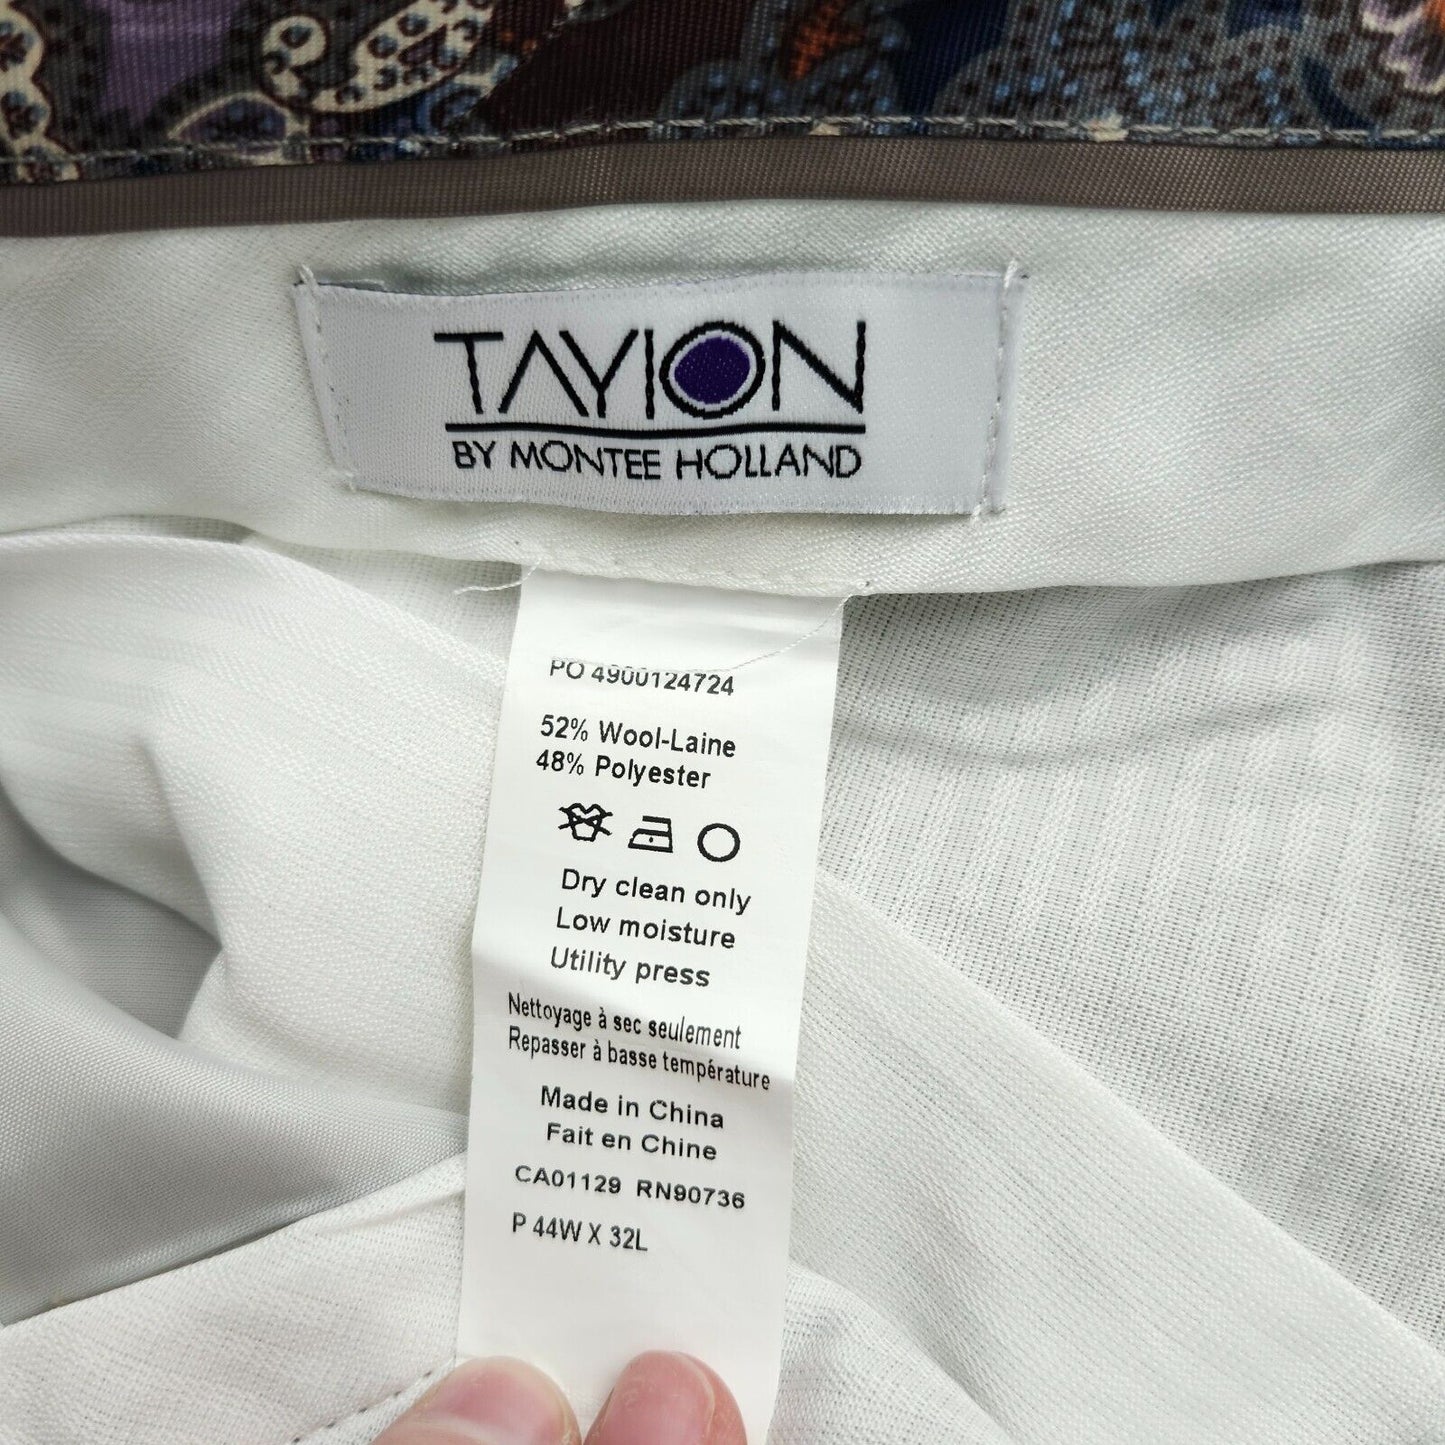 TAYION
BY MONTEE HOLLAND
PO 4900124724
52% Wool-Laine
48% Polyester
Dry clean only
Low moisture
Utility press
Nettoyage à sec seulement
Repasser à basse température
Made in China
Fait en Chine
CA01129 RN90736
P 44W X 32L